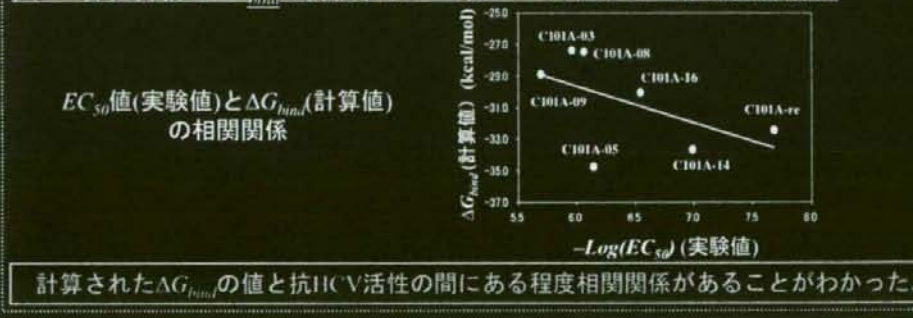 EC50値(実験値)とΔGbind(計算値)
の相関関係
ΔGbind(計算値) (kcal/mol)
-25.0
-27.0
-29.0
-31.0
-33.0
-35.0
-37.0
C101A-03
C101A-08
C101A-16
C101A-09
C101A-re
C101A-05
C101A-14
5.5 6.0 6.5 7.0 7.5 8.0
–Log(EC50) (実験値)
計算されたΔGbindの値と抗HCV活性の間にある程度相関関係があることがわかった。